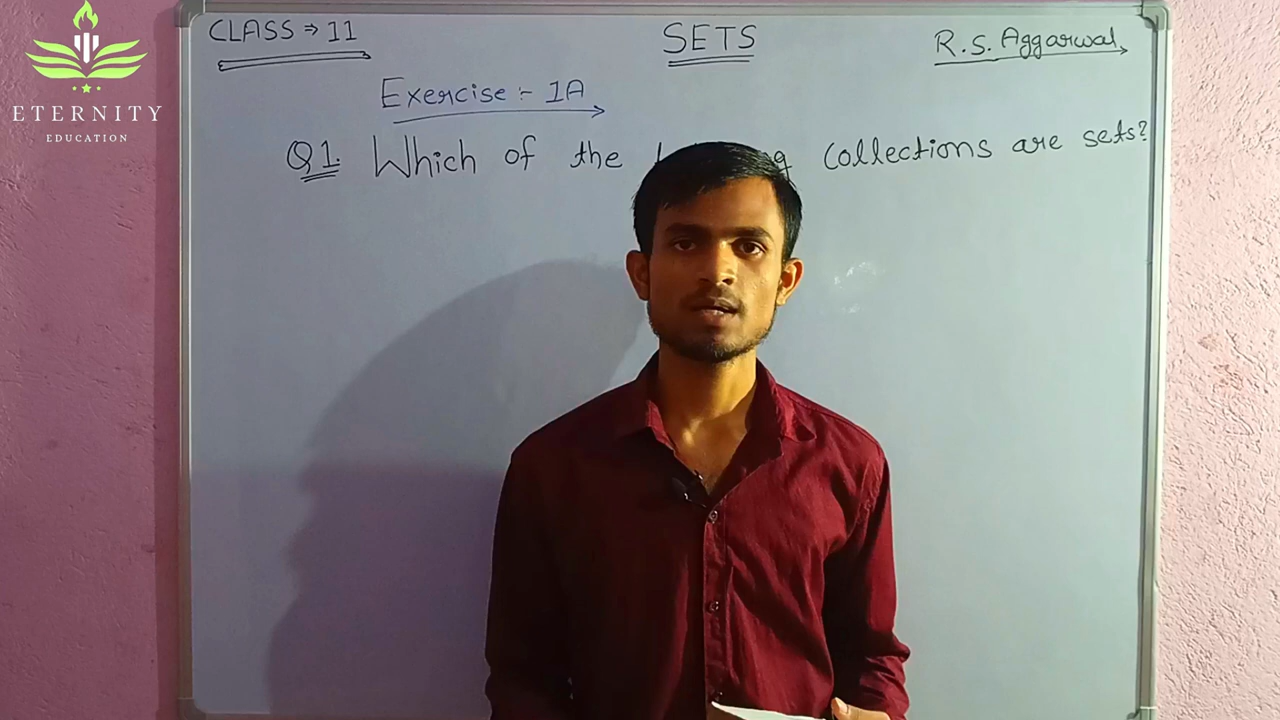 ETERNITY
EDUCATION
CLASS ⇒ 11
SETS
R.S. Aggarwal
Exercise :- 1A
Q1. Which of the collections are sets?